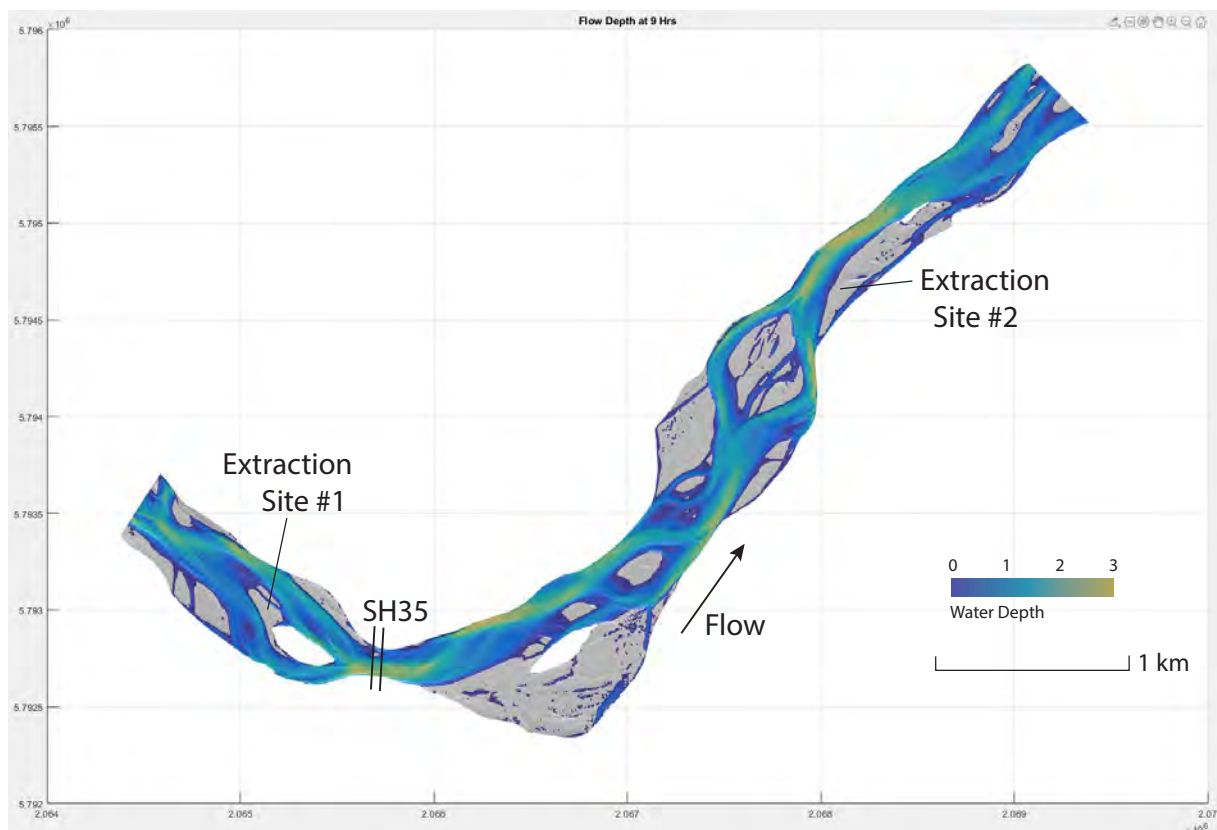 Flow Depth at 9 Hrs
×10⁶
5.796
5.7955
5.795
5.7945
5.794
5.7935
5.793
5.7925
5.792
2.064
2.065
2.066
2.067
2.068
2.069
2.07
×10⁶
Extraction
Site #2
Extraction
Site #1
SH35
Flow
0 1 2 3
Water Depth
1 km